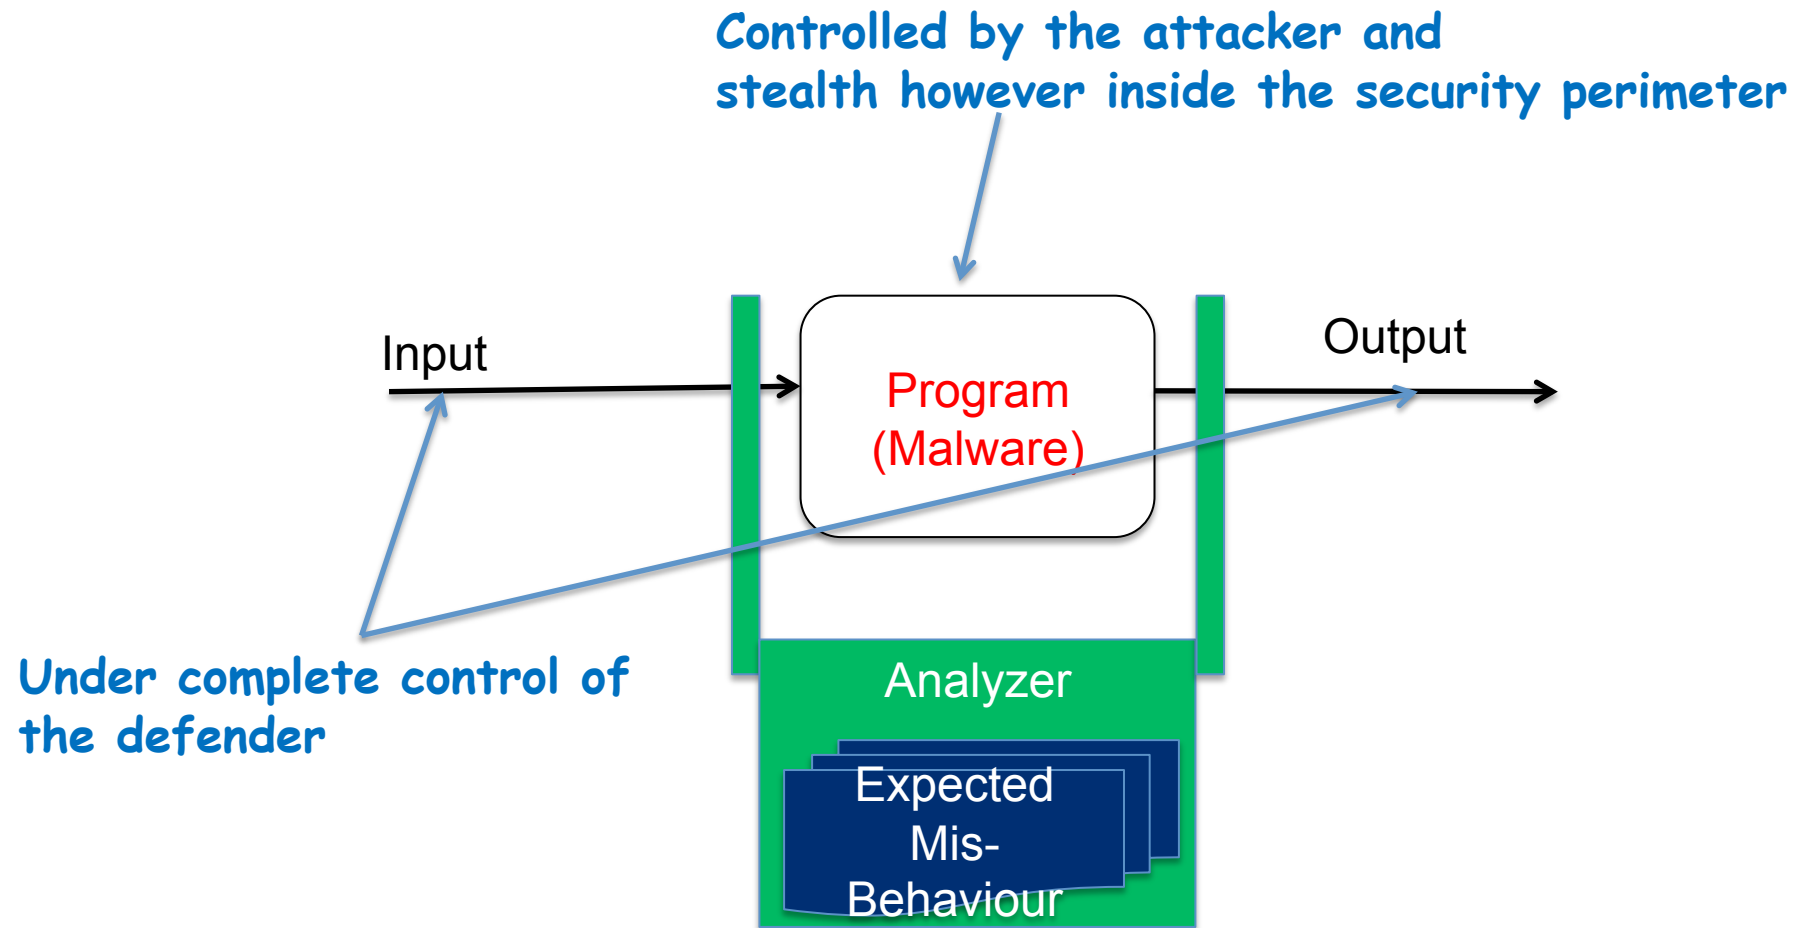 Controlled by the attacker and
stealth however inside the security perimeter
Input
Output
Program
(Malware)
Under complete control of
the defender
Analyzer
Expected
Mis-
Behaviour